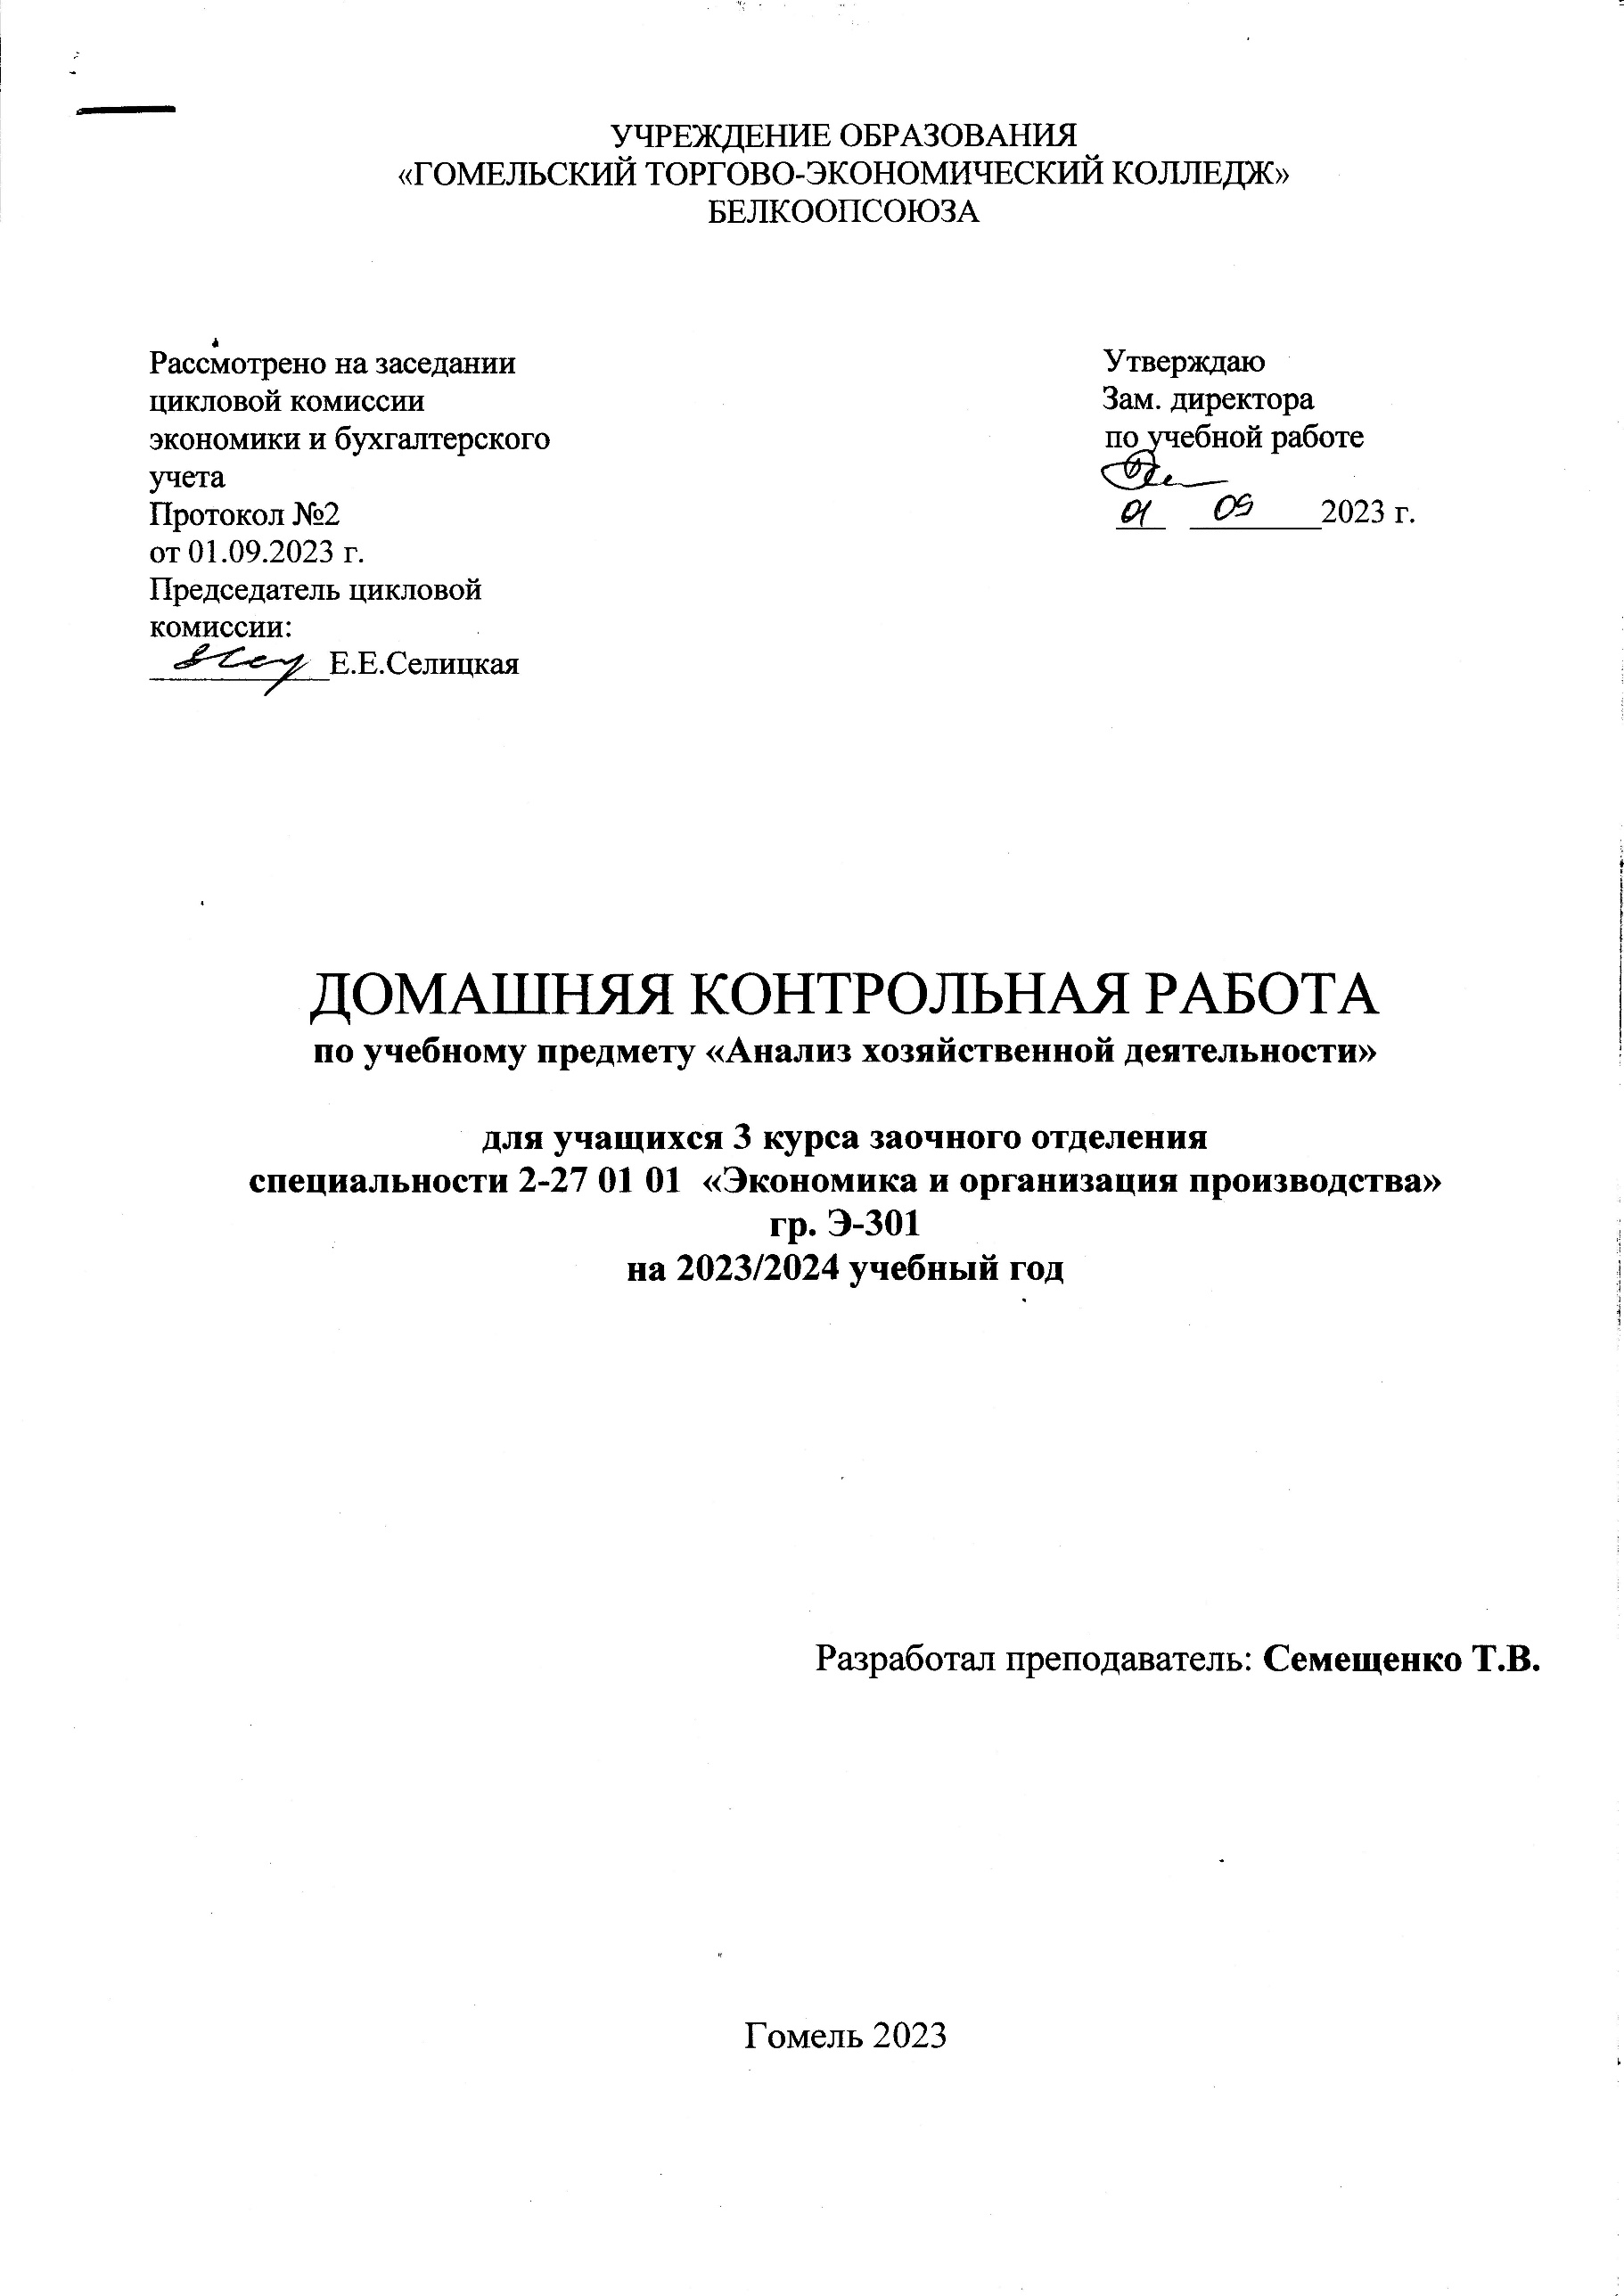 УЧРЕЖДЕНИЕ ОБРАЗОВАНИЯ
«ГОМЕЛЬСКИЙ ТОРГОВО-ЭКОНОМИЧЕСКИЙ КОЛЛЕДЖ»
БЕЛКООПСОЮЗА
Рассмотрено на заседании
цикловой комиссии
экономики и бухгалтерского
учета
Протокол №2
от 01.09.2023 г.
Председатель цикловой
комиссии:
Е.Е.Селицкая
Утверждаю
Зам. директора
по учебной работе
01 09 2023 г.
ДОМАШНЯЯ КОНТРОЛЬНАЯ РАБОТА
по учебному предмету «Анализ хозяйственной деятельности»
для учащихся 3 курса заочного отделения
специальности 2-27 01 01 «Экономика и организация производства»
гр. Э-301
на 2023/2024 учебный год
Разработал преподаватель: Семещенко Т.В.
Гомель 2023